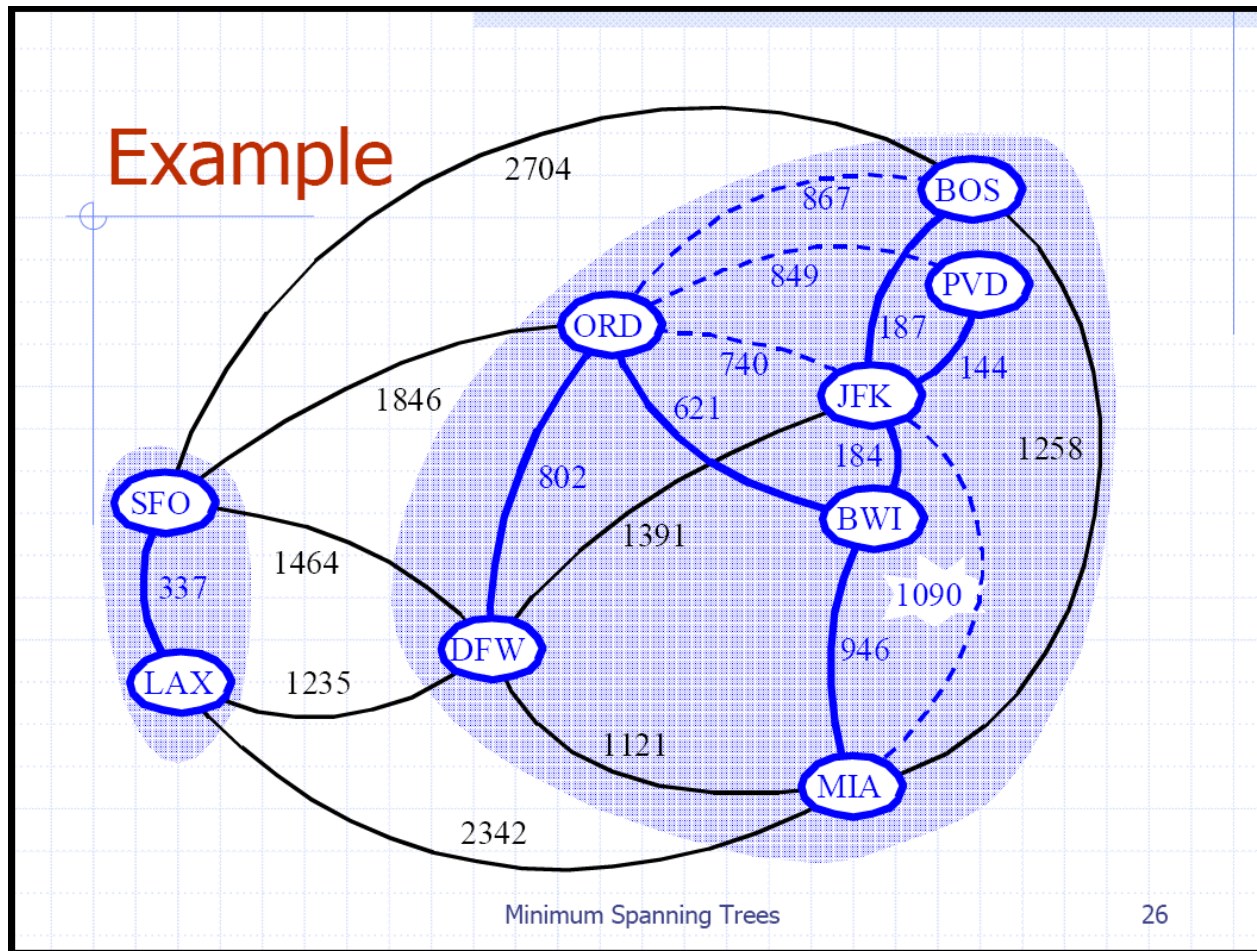 Example
2704
867
BOS
849
PVD
ORD
187
740
144
JFK
1846
621
184
1258
802
SFO
BWI
1391
1464
337
1090
DFW
946
LAX
1235
1121
MIA
2342
Minimum Spanning Trees
26